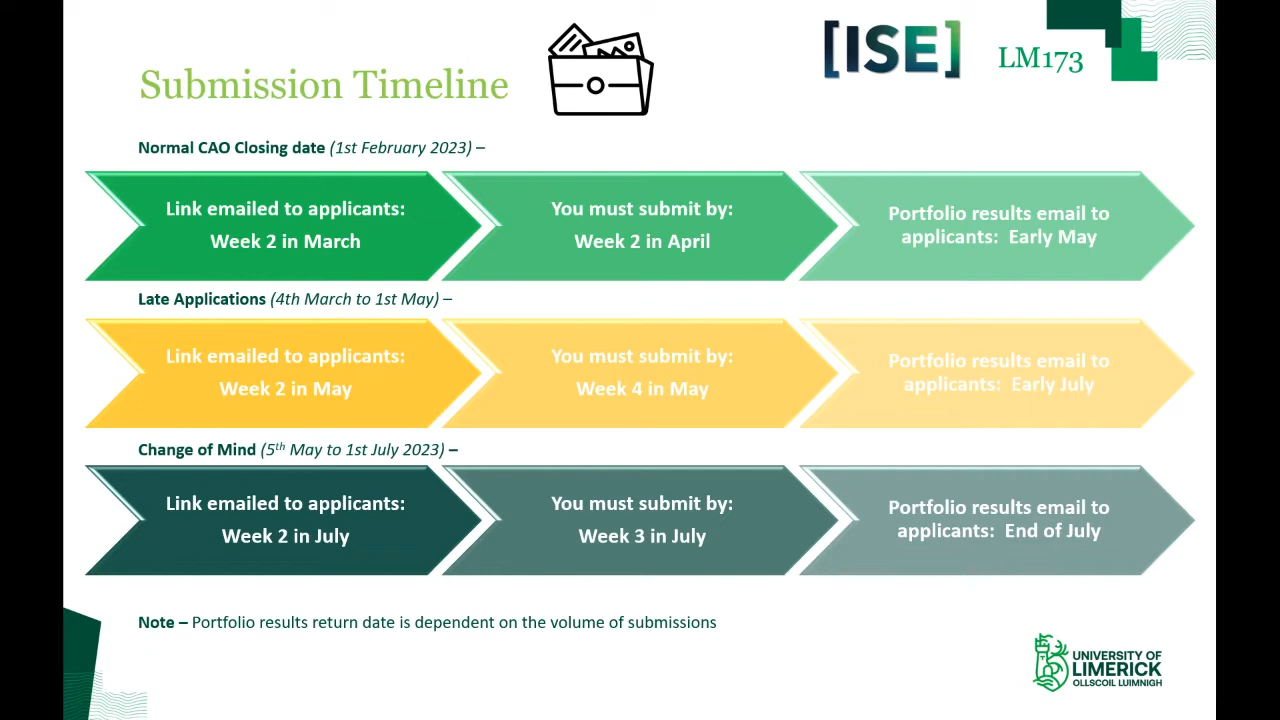 [ISE]
LM173
Submission Timeline
Normal CAO Closing date (1st February 2023) –
Link emailed to applicants:
Week 2 in March
You must submit by:
Week 2 in April
Portfolio results email to
applicants: Early May
Late Applications (4th March to 1st May) –
Link emailed to applicants:
Week 2 in May
You must submit by:
Week 4 in May
Portfolio results email to
applicants: Early July
Change of Mind (5th May to 1st July 2023) –
Link emailed to applicants:
Week 2 in July
You must submit by:
Week 3 in July
Portfolio results email to
applicants: End of July
Note – Portfolio results return date is dependent on the volume of submissions
UNIVERSITY OF
LIMERICK
OLLSCOIL LUIMNIGH